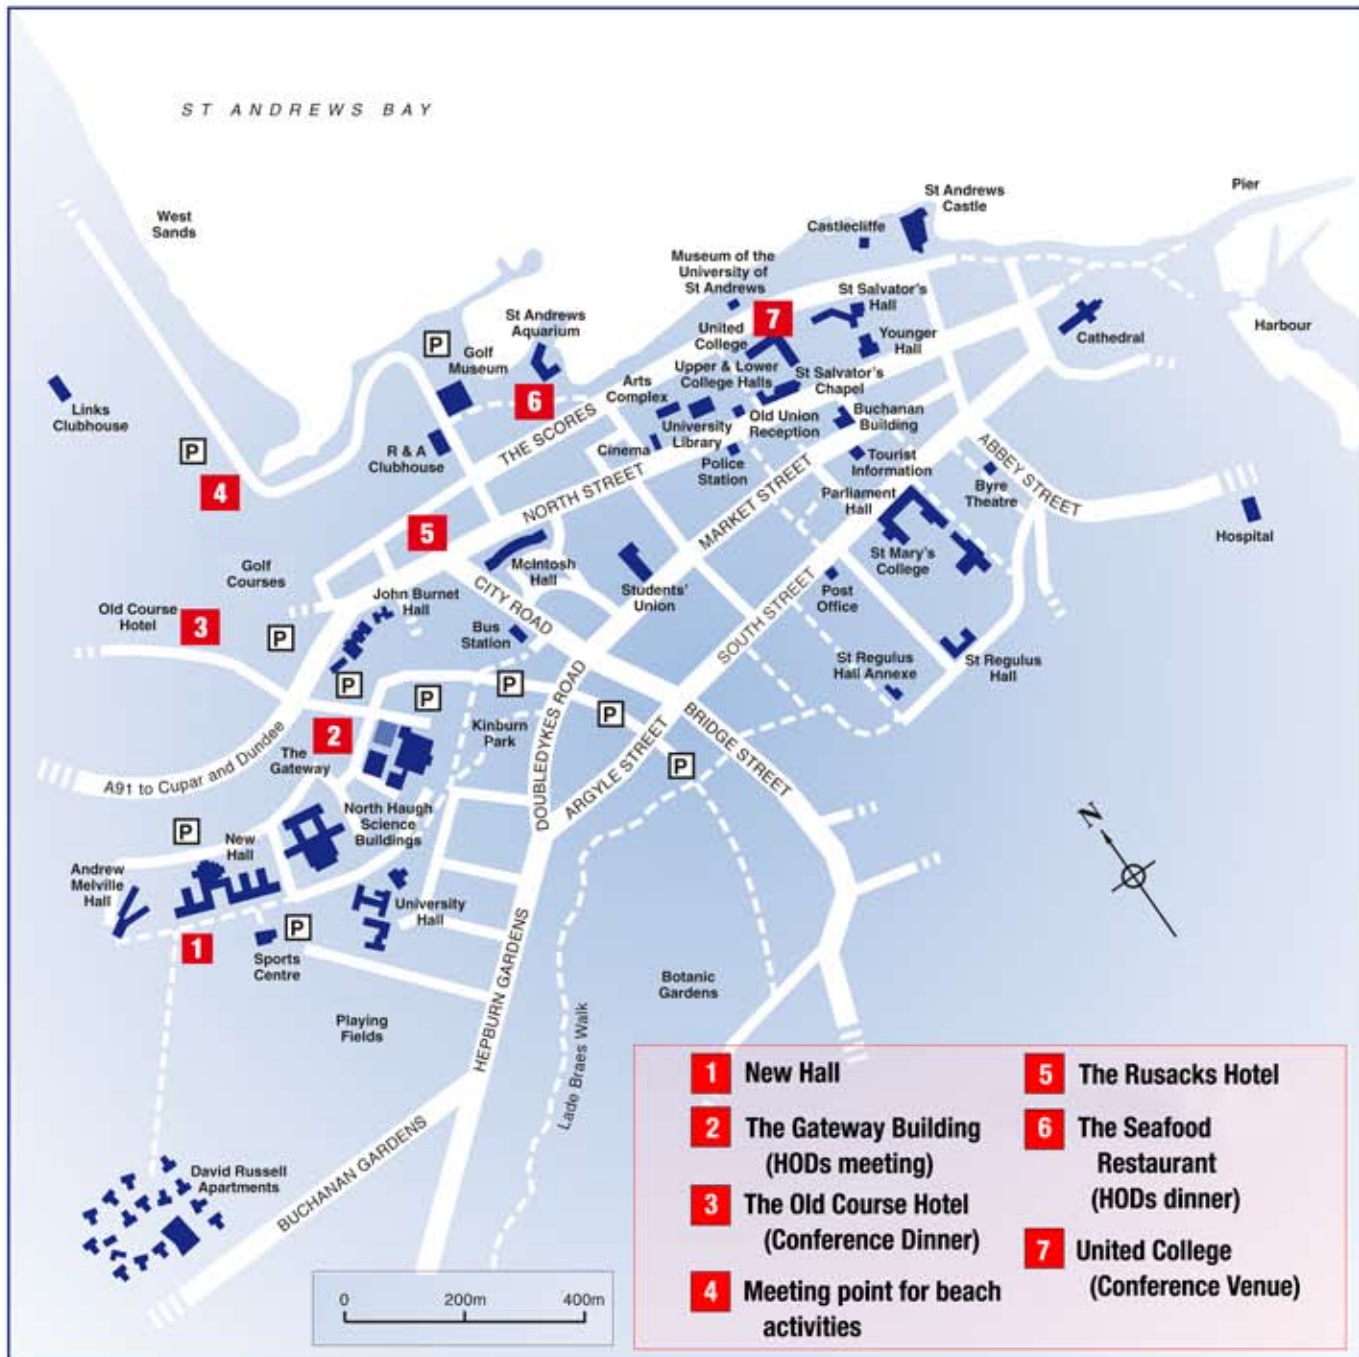 ST ANDREWS BAY
West
Sands
St Andrews
Castle
Pier
Castlecliffe
Museum of the
University of
St Andrews
St Salvator's
Hall
7
United
College
Younger
Hall
Cathedral
Harbour
St Andrews
Aquarium
P
Golf
Museum
6
Links
Clubhouse
Arts
Complex
Upper & Lower
College Halls
St Salvator's
Chapel
THE SCORES
University
Library
Old Union
Reception
Buchanan
Building
P
R & A
Clubhouse
Cinema
Police
Station
Tourist
Information
ABBEY STREET
4
NORTH STREET
MARKET STREET
Parliament
Hall
Byre
Theatre
Hospital
5
Golf
Courses
McIntosh
Hall
Students'
Union
St Mary's
College
John Burnet
Hall
CITY ROAD
Post
Office
Old Course
Hotel
3
P
Bus
Station
SOUTH STREET
St Regulus
Hall Annexe
St Regulus
Hall
P
P
P
P
P
2
The
Gateway
Kinburn
Park
DOUBLEDYKES ROAD
ARGYLE STREET
BRIDGE STREET
A91 to Cupar and Dundee
North Haugh
Science
Buildings
P
New
Hall
Andrew
Melville
Hall
University
Hall
N
1
P
Sports
Centre
HEPBURN GARDENS
Botanic
Gardens
Playing
Fields
Lade Braes Walk
David Russell
Apartments
BUCHANAN GARDENS
0 200m 400m
1 New Hall
2 The Gateway Building
(HODs meeting)
3 The Old Course Hotel
(Conference Dinner)
4 Meeting point for beach
activities
5 The Rusacks Hotel
6 The Seafood
Restaurant
(HODs dinner)
7 United College
(Conference Venue)